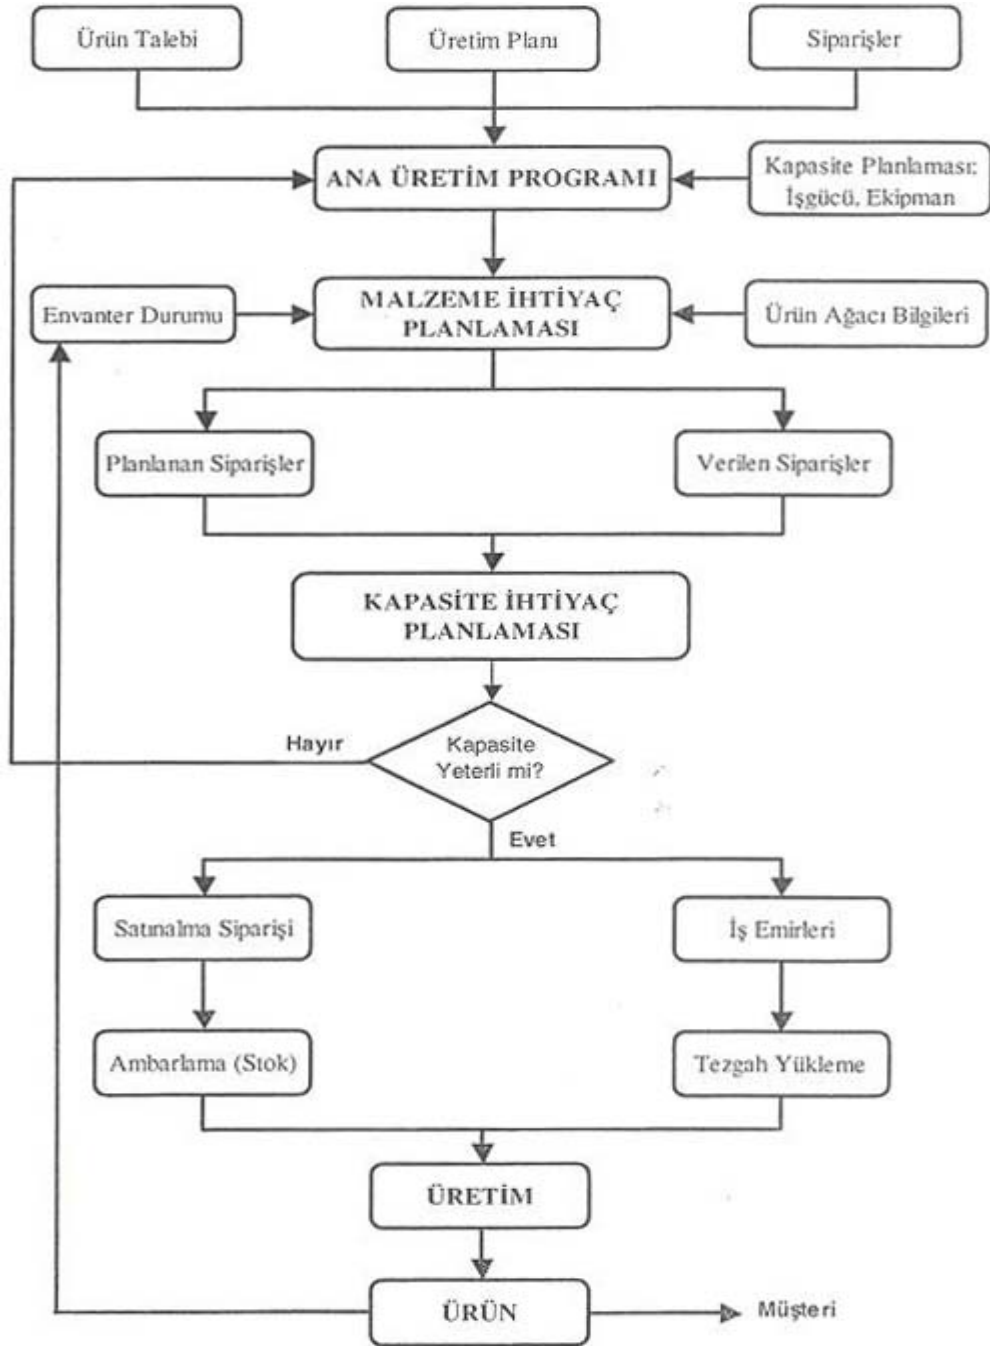 Ürün Talebi
Üretim Planı
Siparişler
ANA ÜRETİM PROGRAMI
Kapasite Planlaması:
İşgücü, Ekipman
Envanter Durumu
MALZEME İHTİYAÇ
PLANLAMASI
Ürün Ağacı Bilgileri
Planlanan Siparişler
Verilen Siparişler
KAPASİTE İHTİYAÇ
PLANLAMASI
Hayır
Kapasite
Yeterli mi?
Evet
Satınalma Siparişi
İş Emirleri
Ambarlama (Stok)
Tezgah Yükleme
ÜRETİM
ÜRÜN
Müşteri